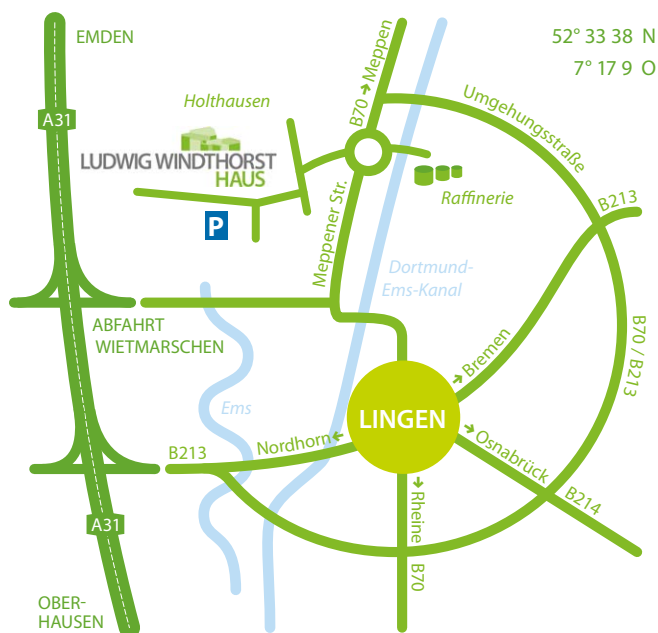 EMDEN
52° 33 38 N
7° 17 9 O
A31
Holthausen
B70 → Meppen
Umgehungsstraße
LUDWIG WINDTHORST
HAUS
P
Raffinerie
B213
Meppener Str.
Dortmund-
Ems-Kanal
ABFAHRT
WIETMARSCHEN
→ Bremen
B70 / B213
Ems
LINGEN
B213
Nordhorn ←
→ Osnabrück
B214
→ Rheine
B70
A31
OBER-
HAUSEN